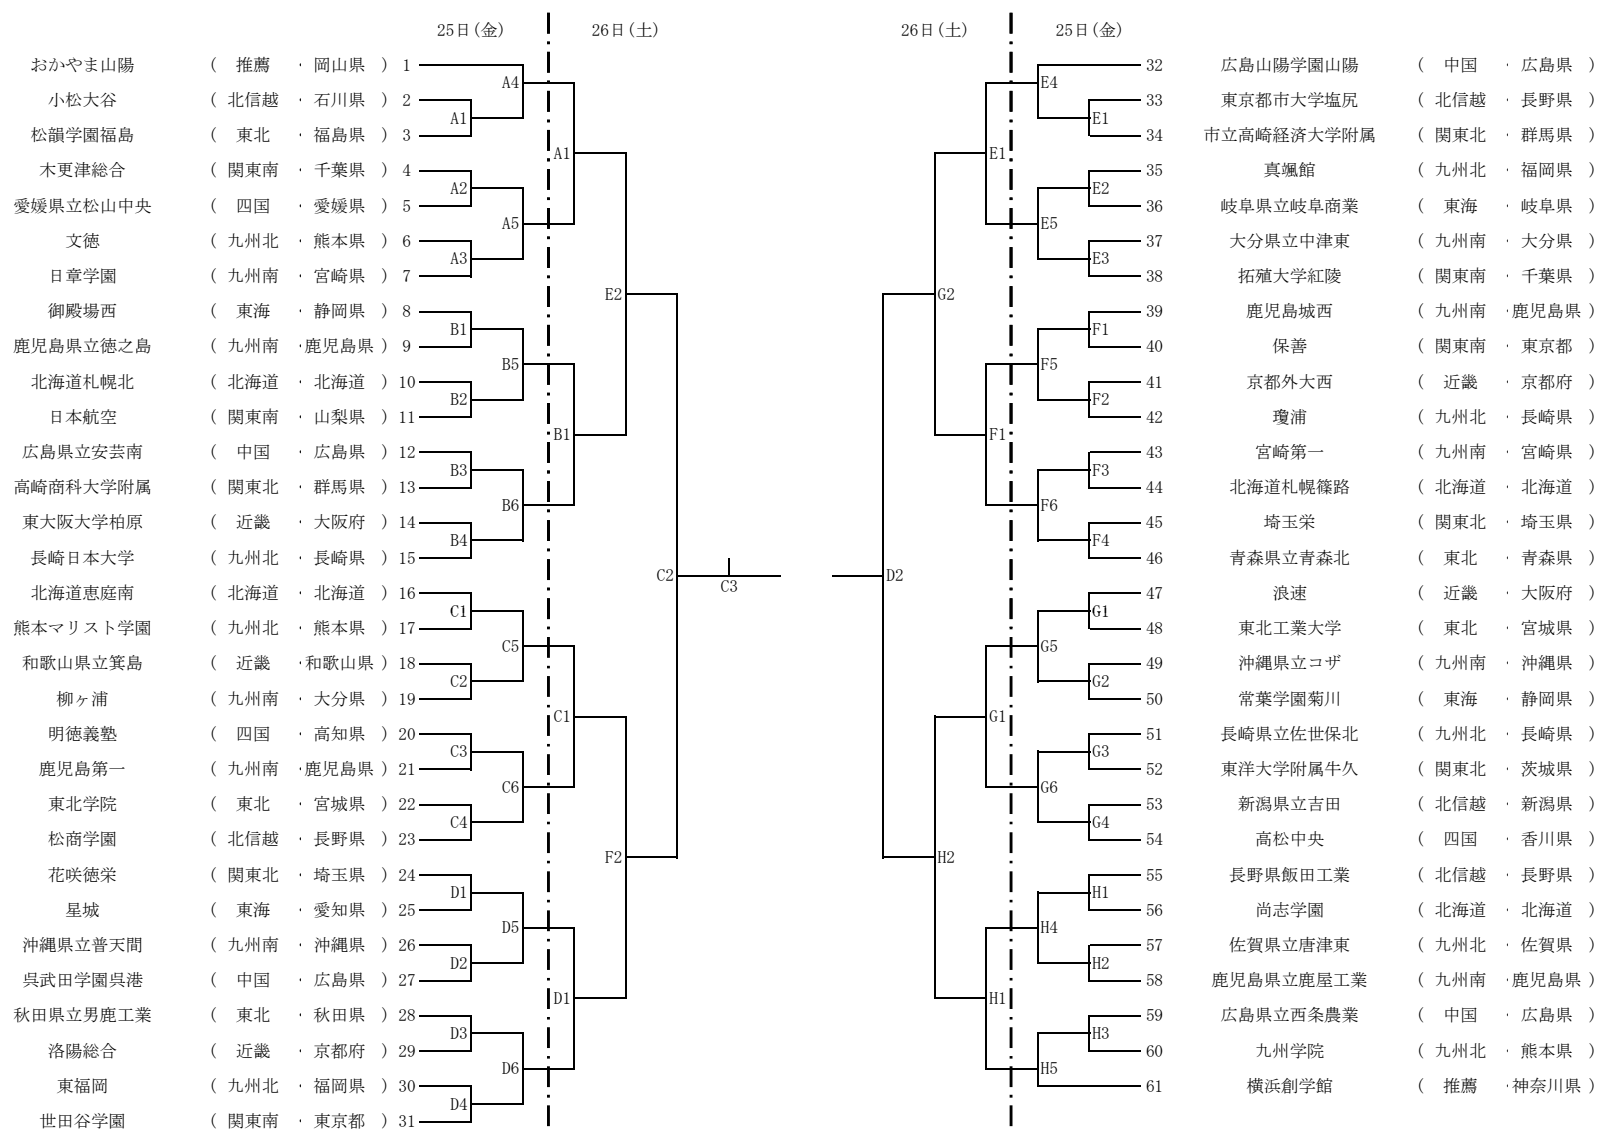 25日(金) 26日(土) 26日(土) 25日(金)
おかやま山陽 ( 推薦 ・ 岡山県 ) 1
小松大谷 ( 北信越 ・ 石川県 ) 2
松韻学園福島 ( 東北 ・ 福島県 ) 3
木更津総合 ( 関東南 ・ 千葉県 ) 4
愛媛県立松山中央 ( 四国 ・ 愛媛県 ) 5
文徳 ( 九州北 ・ 熊本県 ) 6
日章学園 ( 九州南 ・ 宮崎県 ) 7
御殿場西 ( 東海 ・ 静岡県 ) 8
鹿児島県立徳之島 ( 九州南 ・ 鹿児島県 ) 9
北海道札幌北 ( 北海道 ・ 北海道 ) 10
日本航空 ( 関東南 ・ 山梨県 ) 11
広島県立安芸南 ( 中国 ・ 広島県 ) 12
高崎商科大学附属 ( 関東北 ・ 群馬県 ) 13
東大阪大学柏原 ( 近畿 ・ 大阪府 ) 14
長崎日本大学 ( 九州北 ・ 長崎県 ) 15
北海道恵庭南 ( 北海道 ・ 北海道 ) 16
熊本マリスト学園 ( 九州北 ・ 熊本県 ) 17
和歌山県立箕島 ( 近畿 ・ 和歌山県 ) 18
柳ヶ浦 ( 九州南 ・ 大分県 ) 19
明徳義塾 ( 四国 ・ 高知県 ) 20
鹿児島第一 ( 九州南 ・ 鹿児島県 ) 21
東北学院 ( 東北 ・ 宮城県 ) 22
松商学園 ( 北信越 ・ 長野県 ) 23
花咲徳栄 ( 関東北 ・ 埼玉県 ) 24
星城 ( 東海 ・ 愛知県 ) 25
沖縄県立普天間 ( 九州南 ・ 沖縄県 ) 26
呉武田学園呉港 ( 中国 ・ 広島県 ) 27
秋田県立男鹿工業 ( 東北 ・ 秋田県 ) 28
洛陽総合 ( 近畿 ・ 京都府 ) 29
東福岡 ( 九州北 ・ 福岡県 ) 30
世田谷学園 ( 関東南 ・ 東京都 ) 31
A4
A1
A1
A2
A5
A3
E2
B1
B5
B2
B1
B3
B6
B4
C2
C3
C1
C5
C2
C1
C3
C6
C4
F2
D1
D5
D2
D1
D3
D6
D4
E4
E1
E1
E2
E5
E3
G2
F1
F5
F2
F1
F3
F6
F4
D2
G1
G5
G2
G1
G3
G6
G4
H2
H1
H4
H2
H1
H3
H5
32 広島山陽学園山陽 ( 中国 ・ 広島県 )
33 東京都市大学塩尻 ( 北信越 ・ 長野県 )
34 市立高崎経済大学附属 ( 関東北 ・ 群馬県 )
35 真颯館 ( 九州北 ・ 福岡県 )
36 岐阜県立岐阜商業 ( 東海 ・ 岐阜県 )
37 大分県立中津東 ( 九州南 ・ 大分県 )
38 拓殖大学紅陵 ( 関東南 ・ 千葉県 )
39 鹿児島城西 ( 九州南 ・ 鹿児島県 )
40 保善 ( 関東南 ・ 東京都 )
41 京都外大西 ( 近畿 ・ 京都府 )
42 瓊浦 ( 九州北 ・ 長崎県 )
43 宮崎第一 ( 九州南 ・ 宮崎県 )
44 北海道札幌篠路 ( 北海道 ・ 北海道 )
45 埼玉栄 ( 関東北 ・ 埼玉県 )
46 青森県立青森北 ( 東北 ・ 青森県 )
47 浪速 ( 近畿 ・ 大阪府 )
48 東北工業大学 ( 東北 ・ 宮城県 )
49 沖縄県立コザ ( 九州南 ・ 沖縄県 )
50 常葉学園菊川 ( 東海 ・ 静岡県 )
51 長崎県立佐世保北 ( 九州北 ・ 長崎県 )
52 東洋大学附属牛久 ( 関東北 ・ 茨城県 )
53 新潟県立吉田 ( 北信越 ・ 新潟県 )
54 高松中央 ( 四国 ・ 香川県 )
55 長野県飯田工業 ( 北信越 ・ 長野県 )
56 尚志学園 ( 北海道 ・ 北海道 )
57 佐賀県立唐津東 ( 九州北 ・ 佐賀県 )
58 鹿児島県立鹿屋工業 ( 九州南 ・ 鹿児島県 )
59 広島県立西条農業 ( 中国 ・ 広島県 )
60 九州学院 ( 九州北 ・ 熊本県 )
61 横浜創学館 ( 推薦 ・ 神奈川県 )